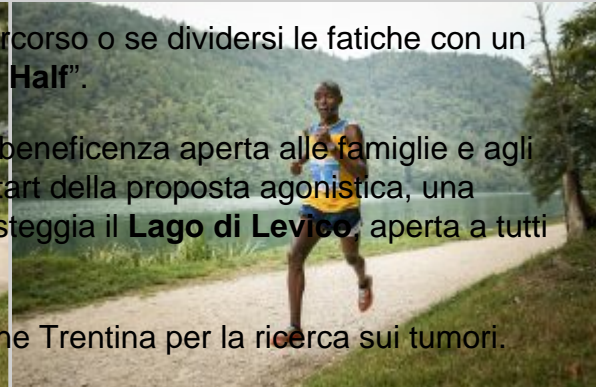 rcorso o se dividersi le fatiche con un
Half”.
beneficenza aperta alle famiglie e agli
tart della proposta agonistica, una
steggia il Lago di Levico, aperta a tutti
ne Trentina per la ricerca sui tumori.